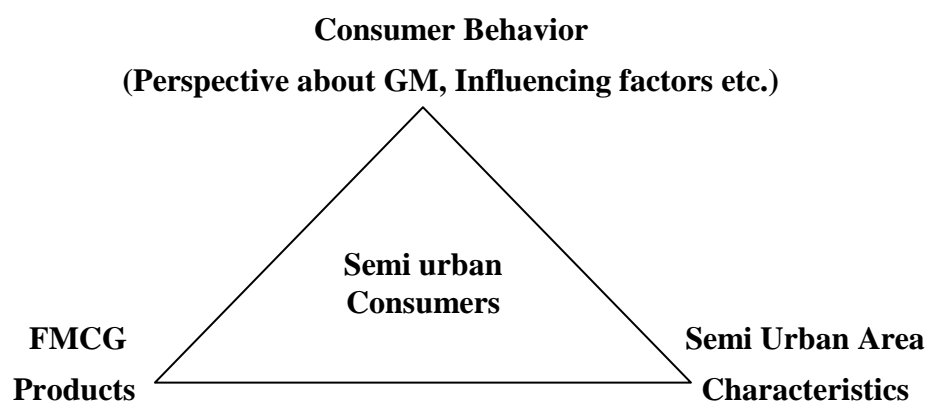 Consumer Behavior
(Perspective about GM, Influencing factors etc.)
Semi urban
Consumers
FMCG
Products
Semi Urban Area
Characteristics